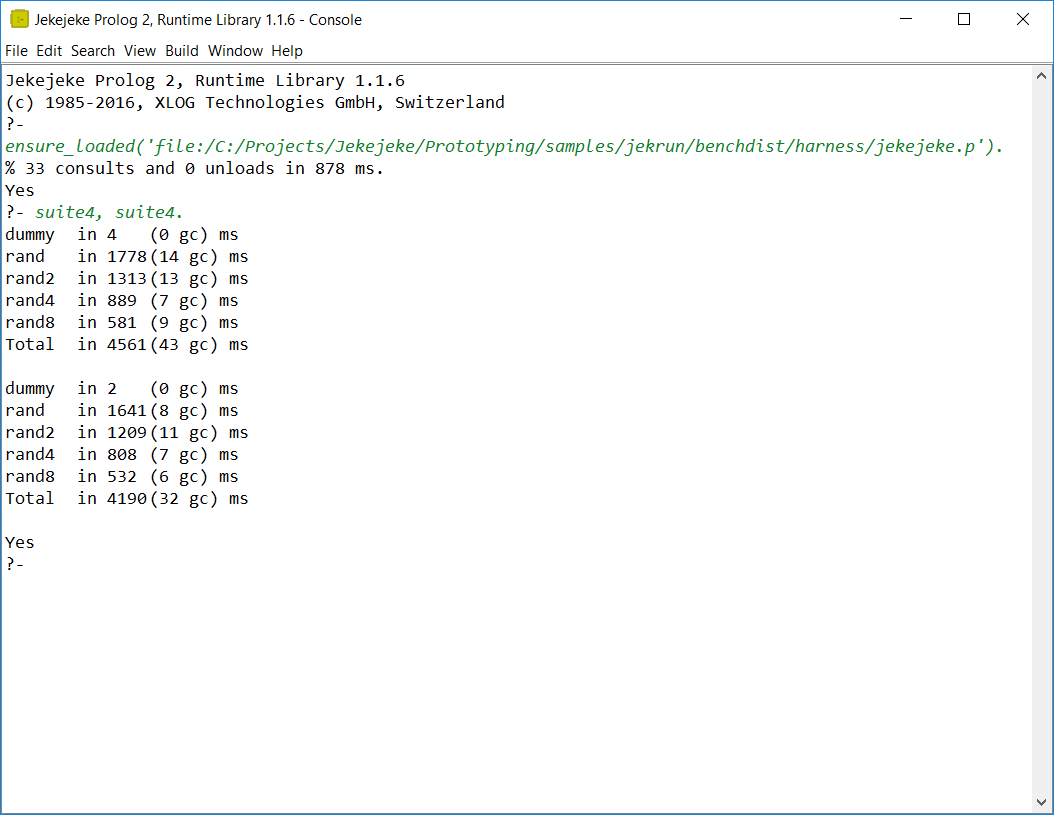 Jekejeke Prolog 2, Runtime Library 1.1.6 - Console
File Edit Search View Build Window Help
Jekejeke Prolog 2, Runtime Library 1.1.6
(c) 1985-2016, XLOG Technologies GmbH, Switzerland
?-
ensure_loaded('file:/C:/Projects/Jekejeke/Prototyping/samples/jekrun/benchdist/harness/jekejeke.p').
% 33 consults and 0 unloads in 878 ms.
Yes
?- suite4, suite4.
dummy in 4 (0 gc) ms
rand in 1778(14 gc) ms
rand2 in 1313(13 gc) ms
rand4 in 889 (7 gc) ms
rand8 in 581 (9 gc) ms
Total in 4561(43 gc) ms
dummy in 2 (0 gc) ms
rand in 1641(8 gc) ms
rand2 in 1209(11 gc) ms
rand4 in 808 (7 gc) ms
rand8 in 532 (6 gc) ms
Total in 4190(32 gc) ms
Yes
?-